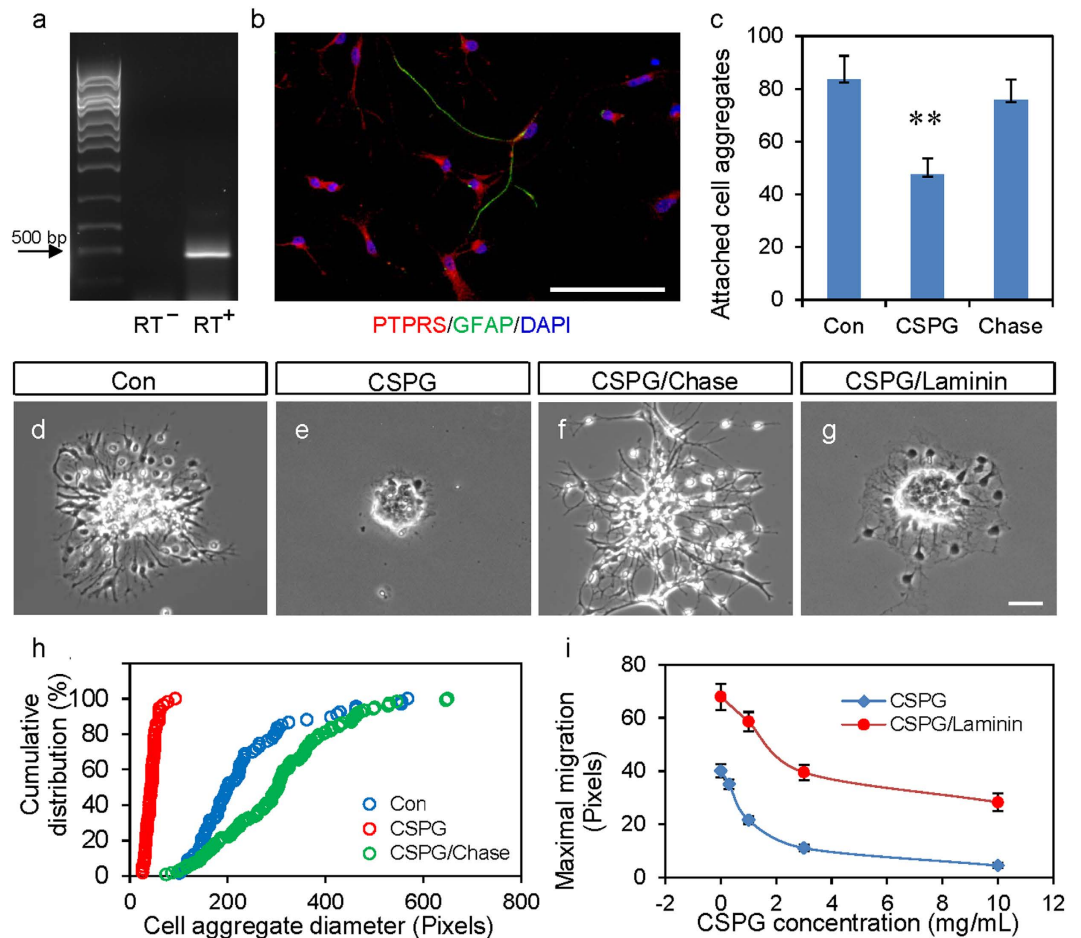 a
500 bp
RT⁻ RT⁺
b
PTPRS/GFAP/DAPI
c
Attached cell aggregates
100
80
60
40
20
0
**
Con CSPG Chase
Con CSPG CSPG/Chase CSPG/Laminin
d e f g
h
Cumulative
distribution (%)
100
80
60
40
20
0
Con
CSPG
CSPG/Chase
0 200 400 600 800
Cell aggregate diameter (Pixels)
i
Maximal migration
(Pixels)
80
60
40
20
0
CSPG
CSPG/Laminin
-2 0 2 4 6 8 10 12
CSPG concentration (mg/mL)